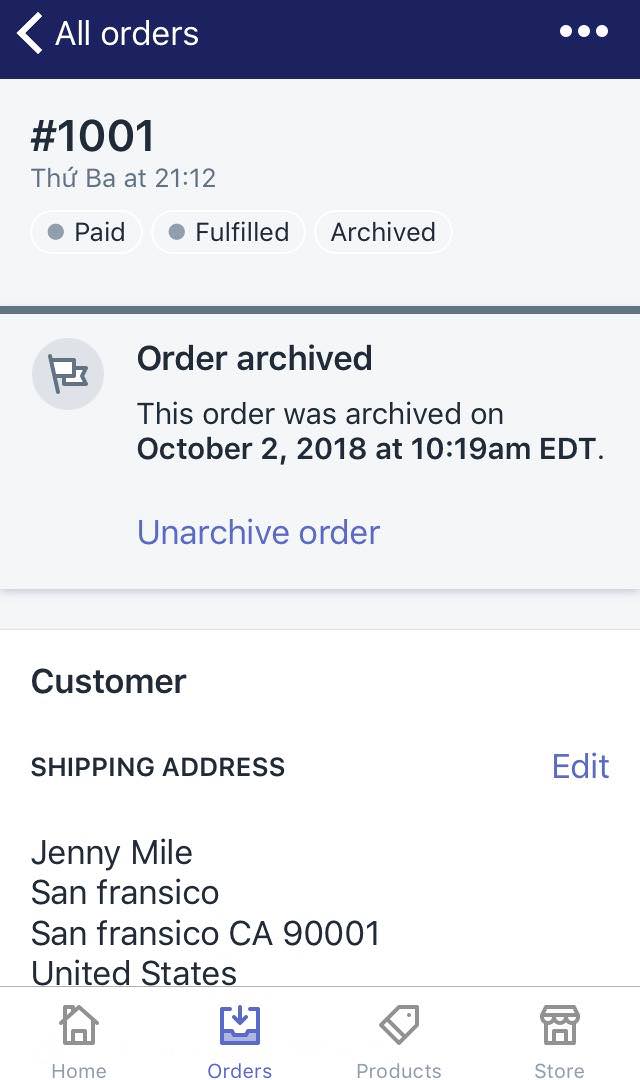 All orders
#1001
Thứ Ba at 21:12
Paid Fulfilled Archived
Order archived
This order was archived on
October 2, 2018 at 10:19am EDT.
Unarchive order
Customer
SHIPPING ADDRESS Edit
Jenny Mile
San fransico
San fransico CA 90001
United States
Home Orders Products Store